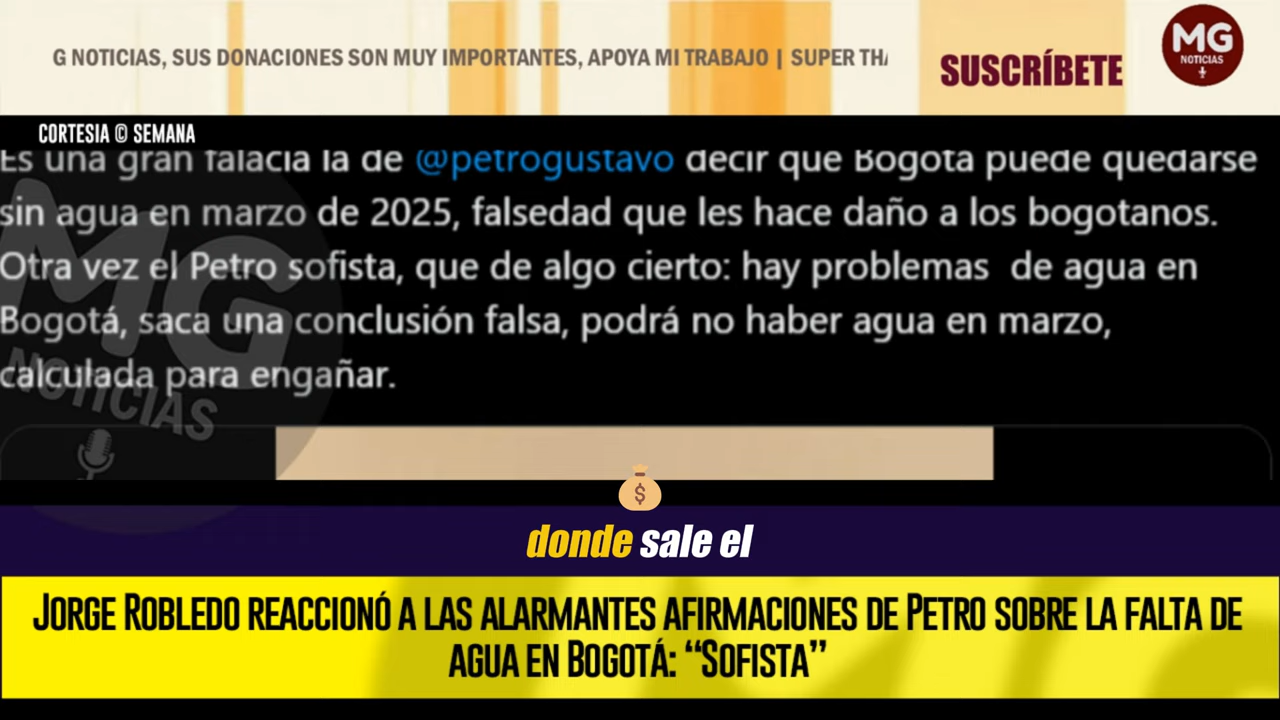 G NOTICIAS, SUS DONACIONES SON MUY IMPORTANTES, APOYA MI TRABAJO | SUPER
SUSCRÍBETE
MG
NOTICIAS
CORTESIA © SEMANA
Es una gran falacia la de @petrogustavo decir que Bogotá puede quedarse
sin agua en marzo de 2025, falsedad que les hace daño a los bogotanos.
Otra vez el Petro sofista, que de algo cierto: hay problemas de agua en
Bogotá, saca una conclusión falsa, podrá no haber agua en marzo,
calculada para engañar.
MG
NOTICIAS
donde sale el
JORGE ROBLEDO REACCIONÓ A LAS ALARMANTES AFIRMACIONES DE PETRO SOBRE LA FALTA DE
AGUA EN BOGOTÁ: “SOFISTA”